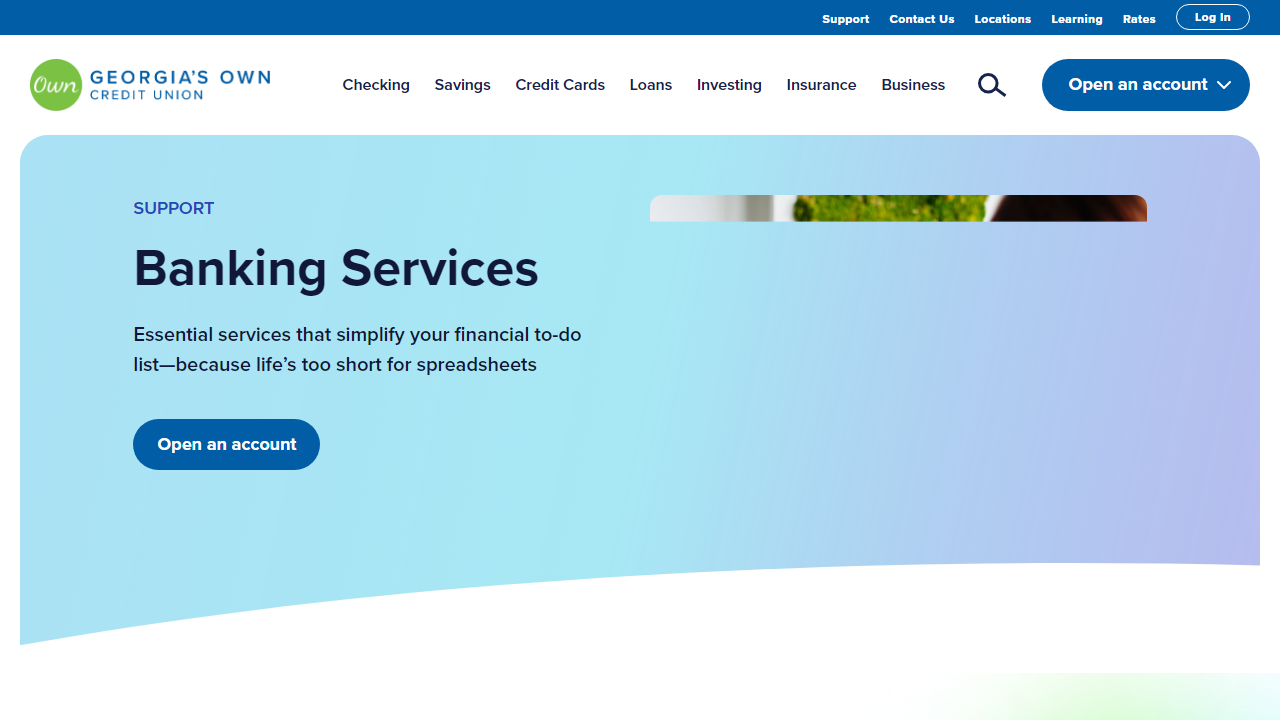 Support Contact Us Locations Learning Rates Log In
Own GEORGIA'S OWN
CREDIT UNION
Checking Savings Credit Cards Loans Investing Insurance Business Open an account
SUPPORT
Banking Services
Essential services that simplify your financial to-do
list—because life’s too short for spreadsheets
Open an account